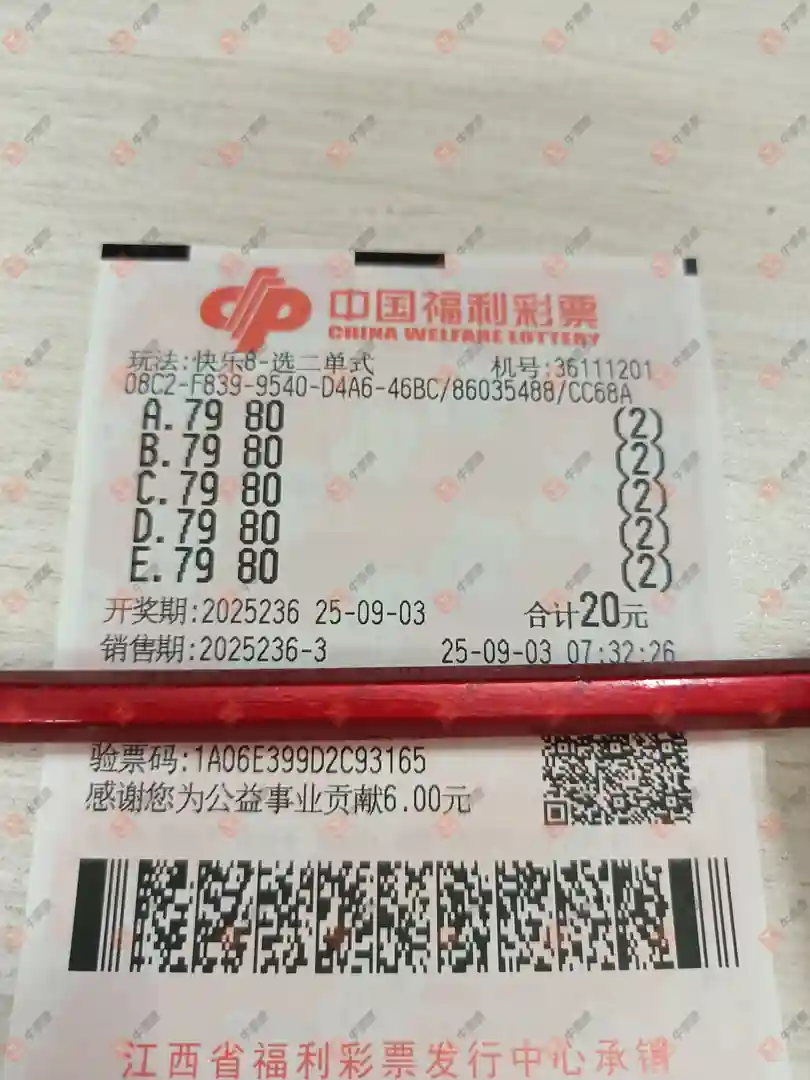 中国福利彩票
CHINA WELFARE LOTTERY
玩法:快乐8-选二单式 机号:36111201
08C2-F839-9540-D4A6-46BC/86035488/CC68A
A.79 80 (2)
B.79 80 (2)
C.79 80 (2)
D.79 80 (2)
E.79 80 (2)
开奖期:2025236 25-09-03 合计20元
销售期:2025236-3 25-09-03 07:32:26
验票码:1A06E399D2C93165
感谢您为公益事业贡献6.00元
江西省福利彩票发行中心承销